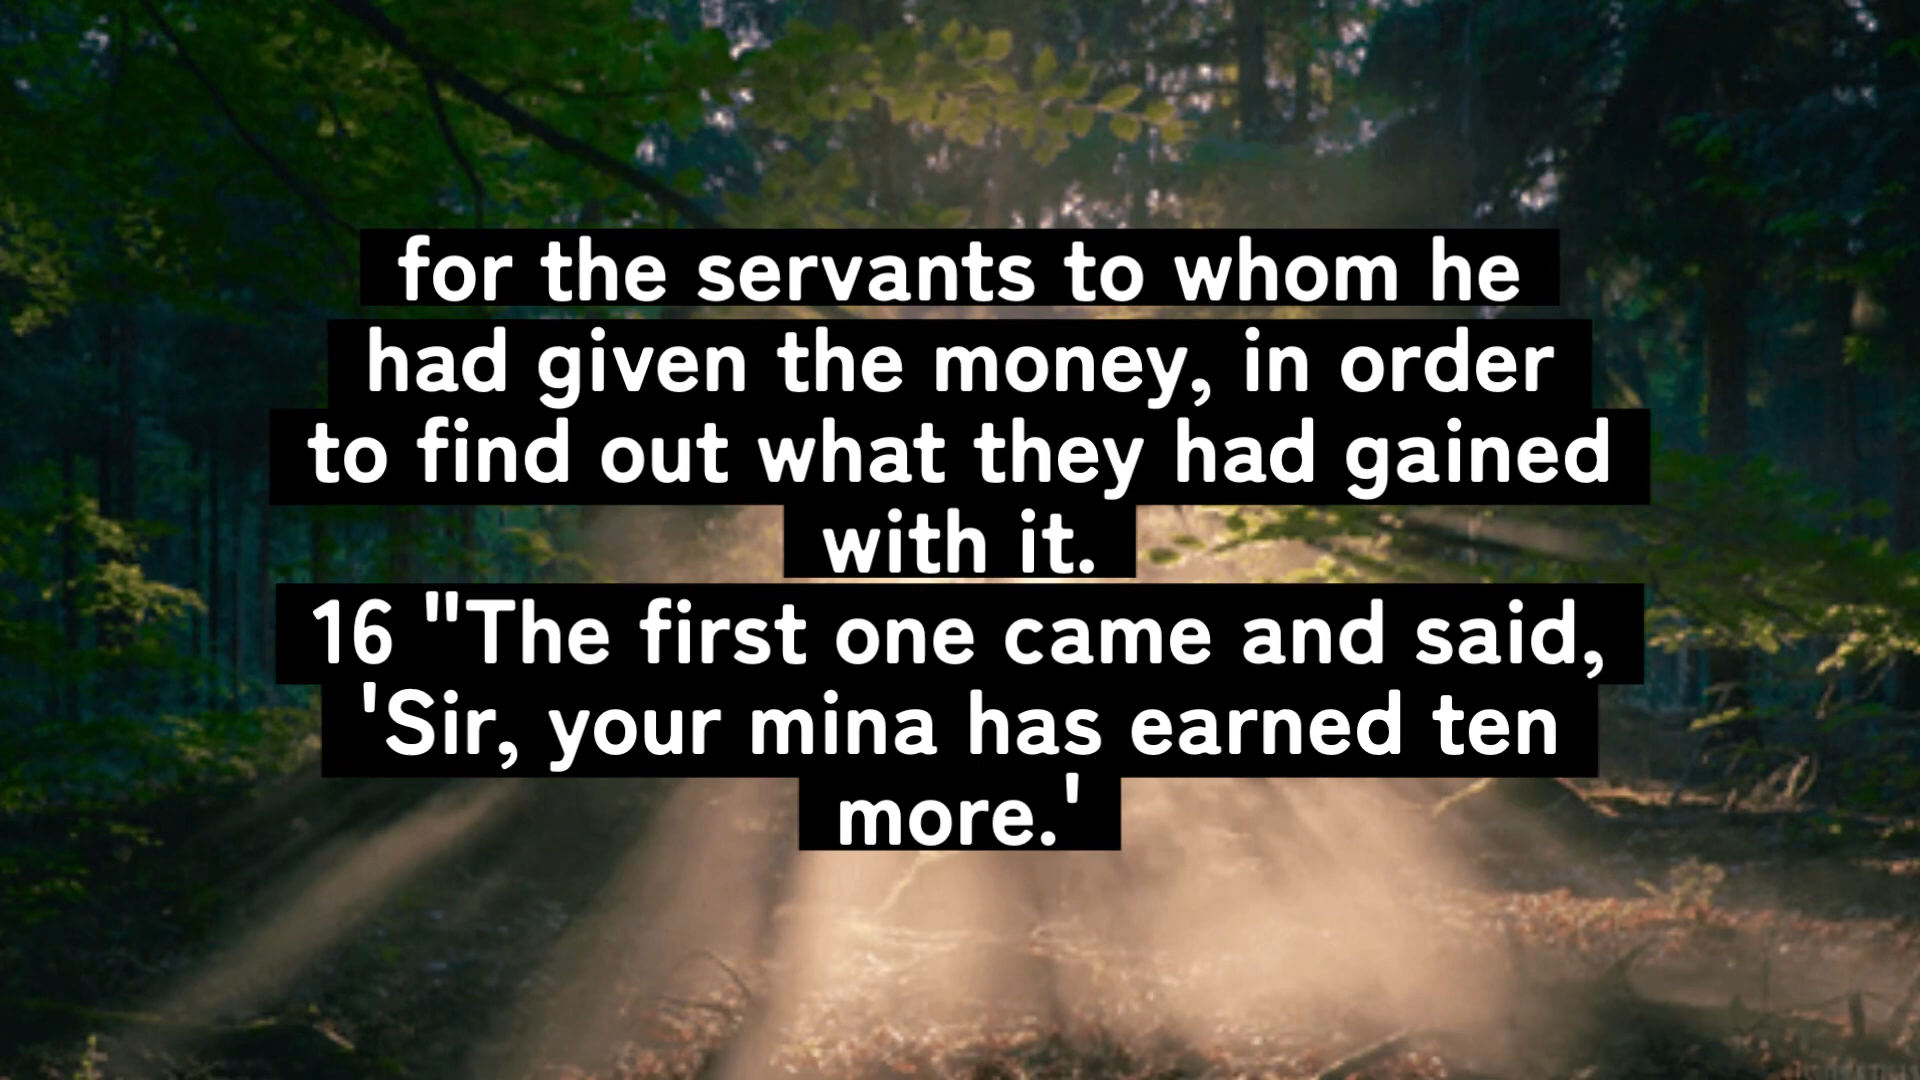 for the servants to whom he
had given the money, in order
to find out what they had gained
with it.
16 "The first one came and said,
'Sir, your mina has earned ten
more.'